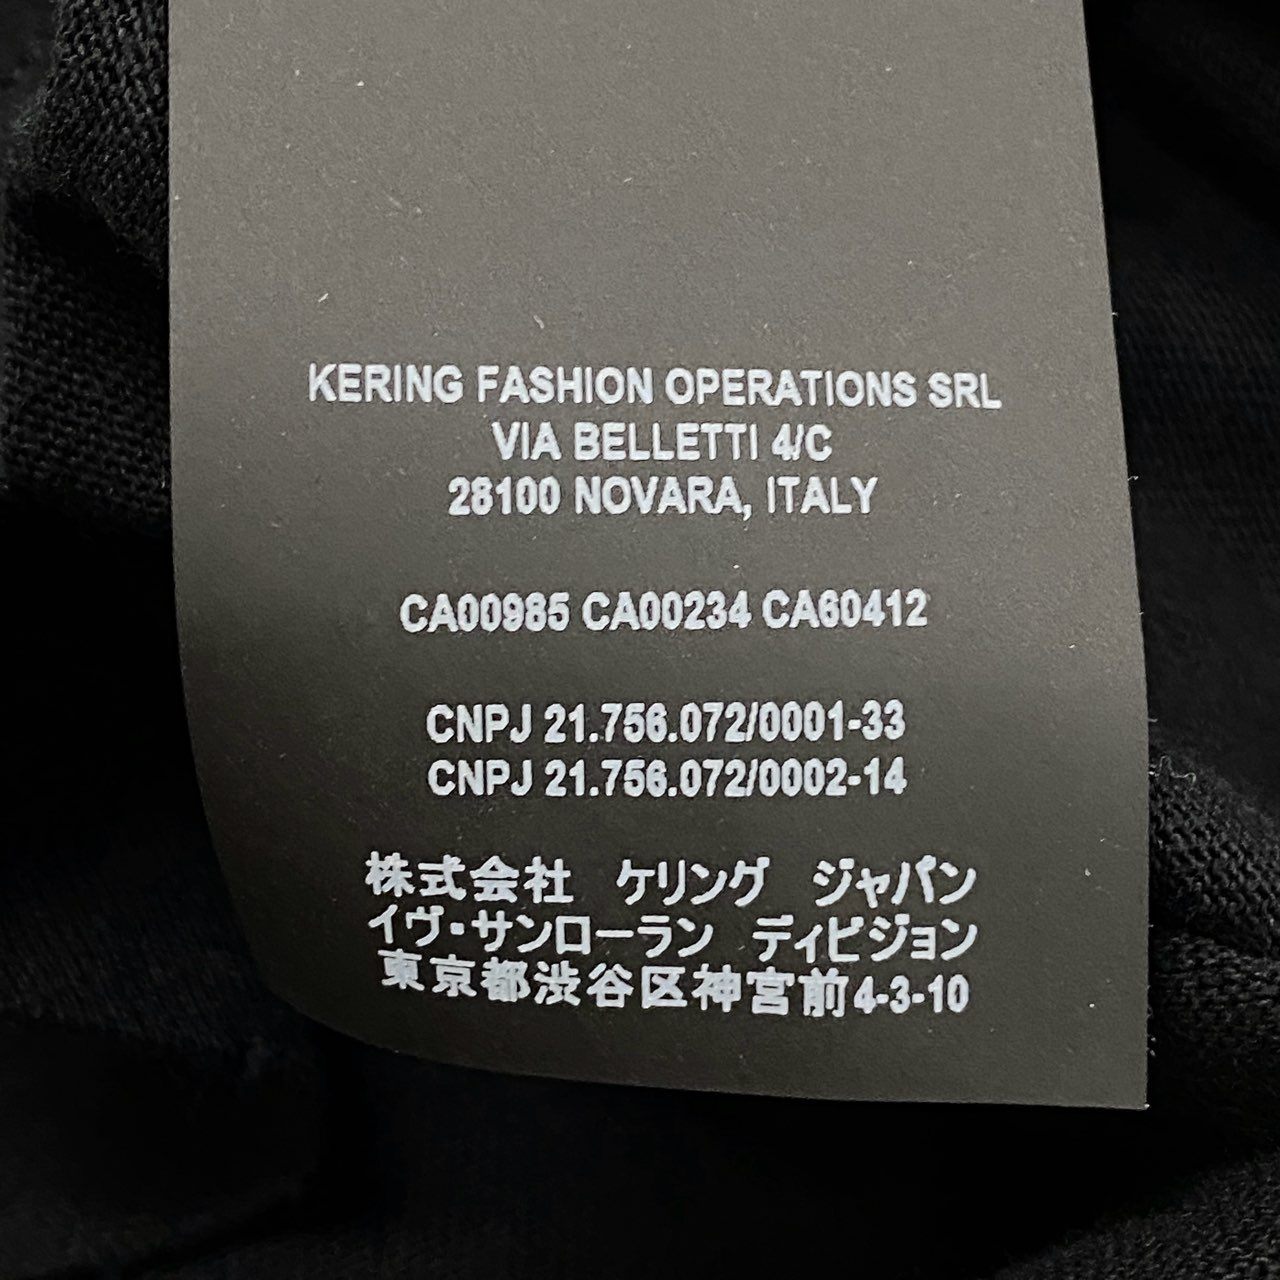 KERING FASHION OPERATIONS SRL
VIA BELLETTI 4/C
28100 NOVARA, ITALY
CA00985 CA00234 CA60412
CNPJ 21.756.072/0001-33
CNPJ 21.756.072/0002-14
株式会社　ケリング　ジャパン
イヴ・サンローラン　ディビジョン
東京都渋谷区神宮前4-3-10